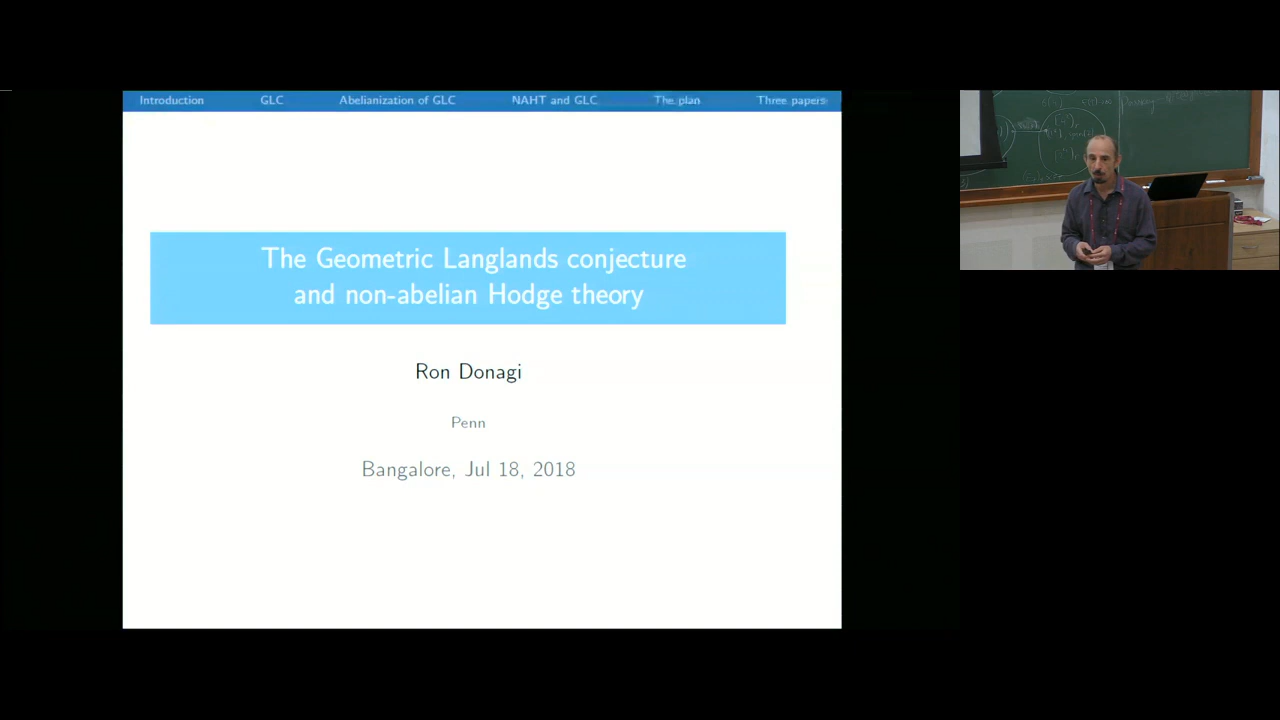 Introduction GLC Abelianization of GLC NAHT and GLC The plan Three papers
The Geometric Langlands conjecture
and non-abelian Hodge theory
Ron Donagi
Penn
Bangalore, Jul 18, 2018